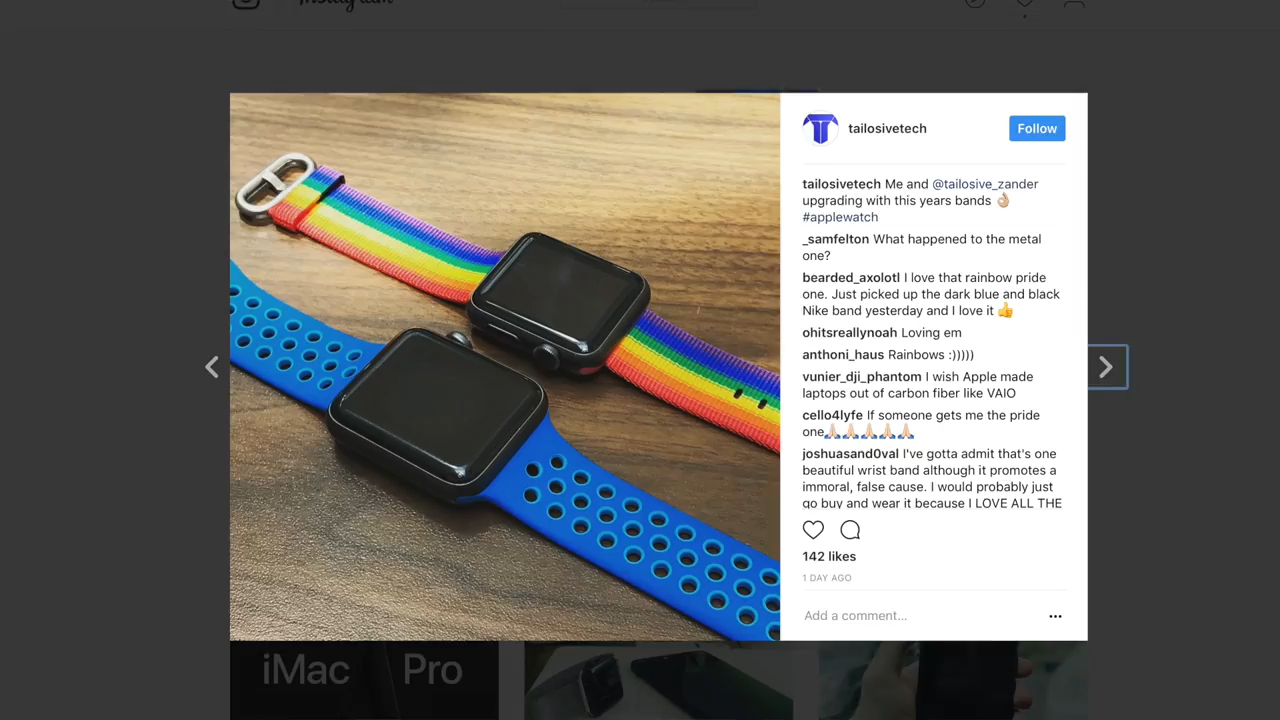 Instagram
tailosivetech
Follow
tailosivetech Me and @tailosive_zander
upgrading with this years bands 👌🏼
#applewatch
_samfelton What happened to the metal
one?
bearded_axolotl I love that rainbow pride
one. Just picked up the dark blue and black
Nike band yesterday and I love it 👍
ohitsreallynoah Loving em
anthoni_haus Rainbows :)))))
vunier_dji_phantom I wish Apple made
laptops out of carbon fiber like VAIO
cello4lyfe If someone gets me the pride
one🙏🏻🙏🏻🙏🏻🙏🏻🙏🏻
joshuasand0val I've gotta admit that's one
beautiful wrist band although it promotes a
immoral, false cause. I would probably just
go buy and wear it because I LOVE ALL THE
142 likes
1 DAY AGO
Add a comment...
iMac Pro